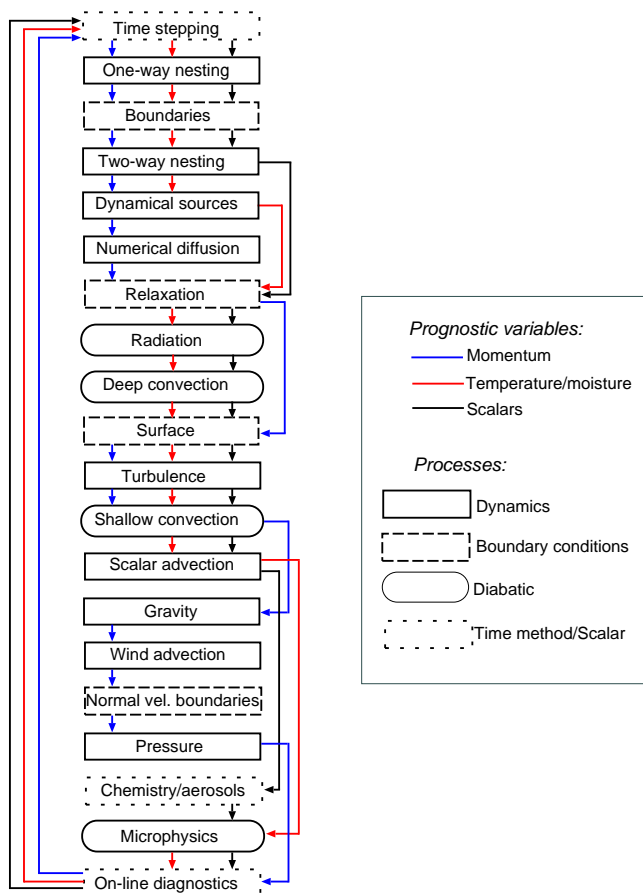 Time stepping
One-way nesting
Boundaries
Two-way nesting
Dynamical sources
Numerical diffusion
Relaxation
Radiation
Deep convection
Surface
Turbulence
Shallow convection
Scalar advection
Gravity
Wind advection
Normal vel. boundaries
Pressure
Chemistry/aerosols
Microphysics
On-line diagnostics
Prognostic variables:
Momentum
Temperature/moisture
Scalars
Processes:
Dynamics
Boundary conditions
Diabatic
Time method/Scalar